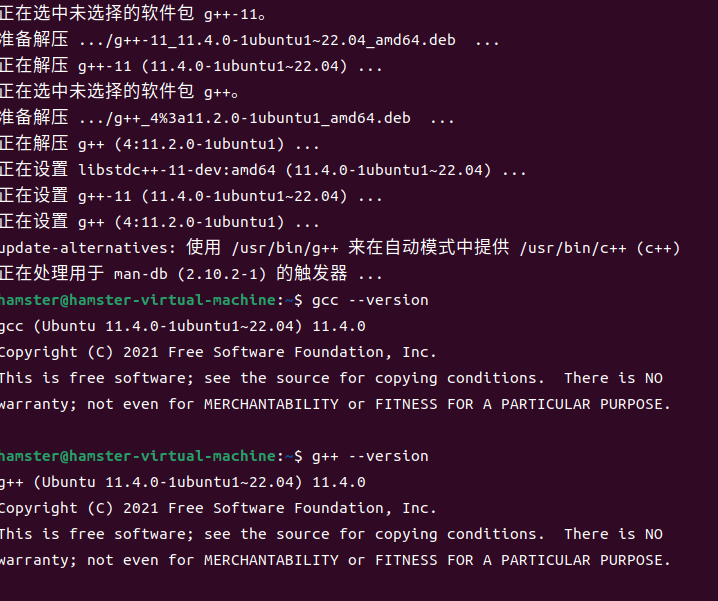 正在选中未选择的软件包 g++-11。
准备解压 .../g++-11_11.4.0-1ubuntu1~22.04_amd64.deb  ...
正在解压 g++-11 (11.4.0-1ubuntu1~22.04) ...
正在选中未选择的软件包 g++。
准备解压 .../g++_4%3a11.2.0-1ubuntu1_amd64.deb  ...
正在解压 g++ (4:11.2.0-1ubuntu1) ...
正在设置 libstdc++-11-dev:amd64 (11.4.0-1ubuntu1~22.04) ...
正在设置 g++-11 (11.4.0-1ubuntu1~22.04) ...
正在设置 g++ (4:11.2.0-1ubuntu1) ...
update-alternatives: 使用 /usr/bin/g++ 来在自动模式中提供 /usr/bin/c++ (c++)
正在处理用于 man-db (2.10.2-1) 的触发器 ...
hamster@hamster-virtual-machine:~$ gcc --version
gcc (Ubuntu 11.4.0-1ubuntu1~22.04) 11.4.0
Copyright (C) 2021 Free Software Foundation, Inc.
This is free software; see the source for copying conditions.  There is NO
warranty; not even for MERCHANTABILITY or FITNESS FOR A PARTICULAR PURPOSE.
hamster@hamster-virtual-machine:~$ g++ --version
g++ (Ubuntu 11.4.0-1ubuntu1~22.04) 11.4.0
Copyright (C) 2021 Free Software Foundation, Inc.
This is free software; see the source for copying conditions.  There is NO
warranty; not even for MERCHANTABILITY or FITNESS FOR A PARTICULAR PURPOSE.